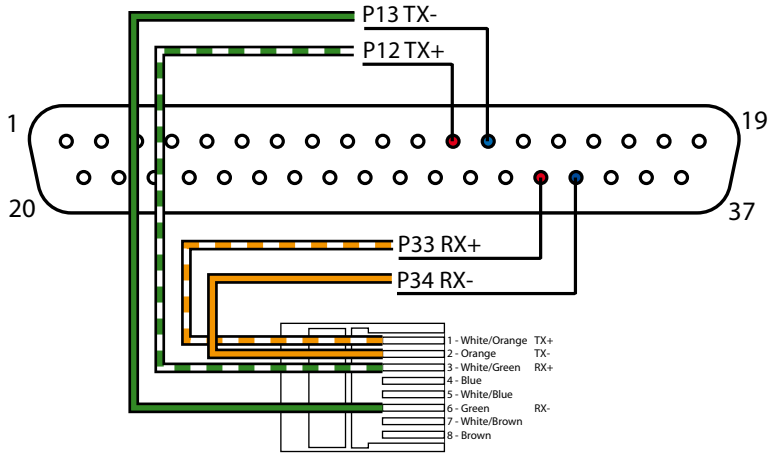 P13 TX-
P12 TX+
1
19
20
37
P33 RX+
P34 RX-
1 - White/Orange TX+
2 - Orange TX-
3 - White/Green RX+
4 - Blue
5 - White/Blue
6 - Green RX-
7 - White/Brown
8 - Brown